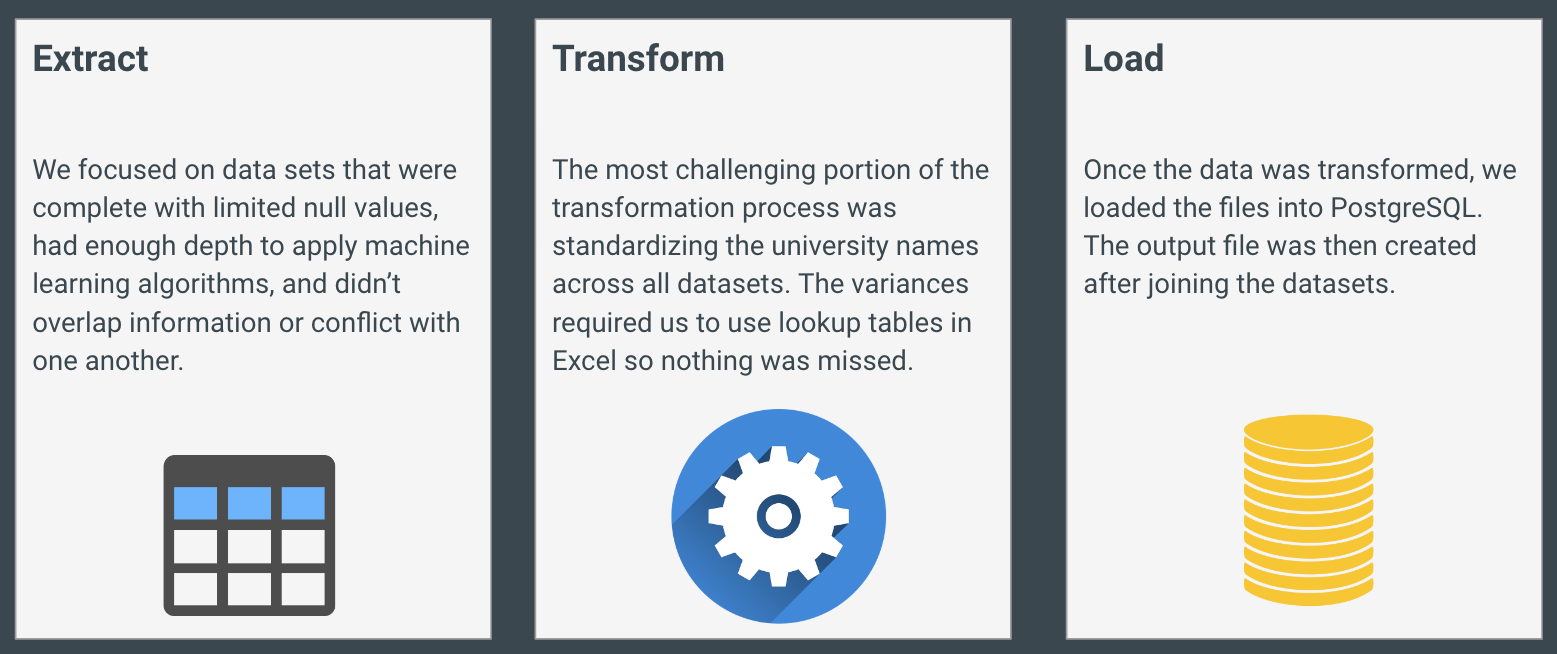 Extract
We focused on data sets that were
complete with limited null values,
had enough depth to apply machine
learning algorithms, and didn’t
overlap information or conflict with
one another.
Transform
The most challenging portion of the
transformation process was
standardizing the university names
across all datasets. The variances
required us to use lookup tables in
Excel so nothing was missed.
Load
Once the data was transformed, we
loaded the files into PostgreSQL.
The output file was then created
after joining the datasets.